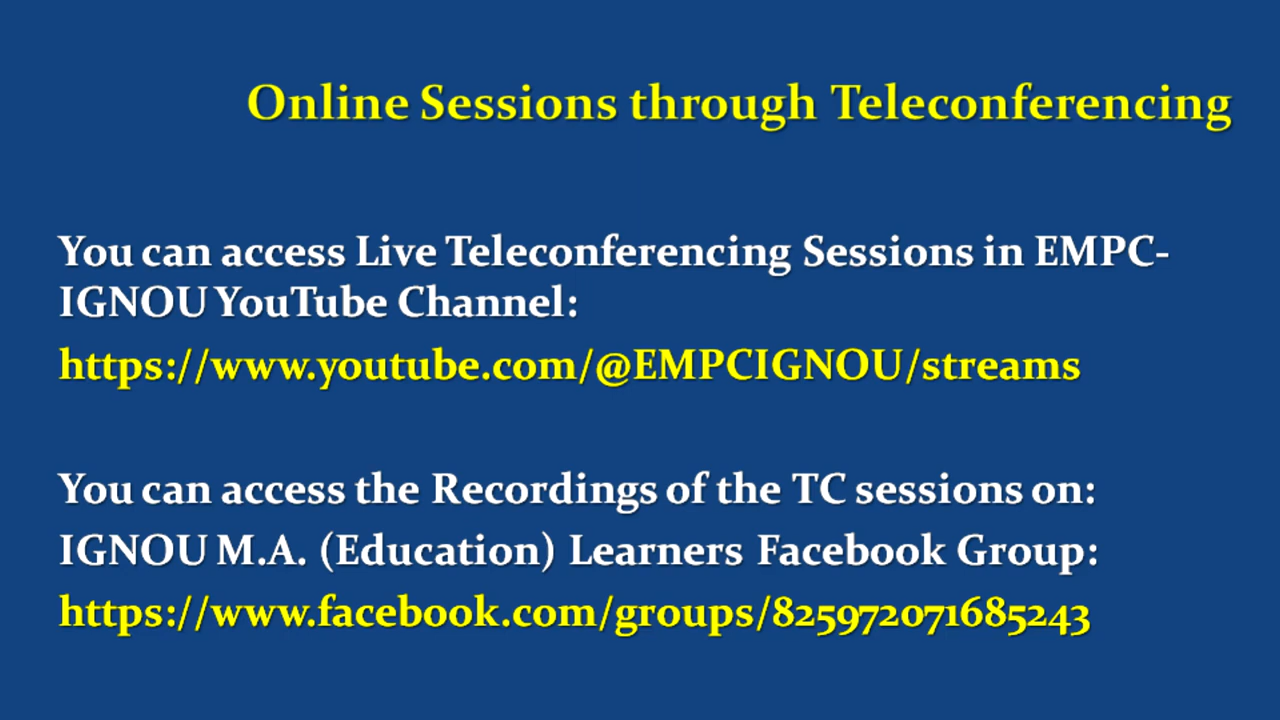 Online Sessions through Teleconferencing
You can access Live Teleconferencing Sessions in EMPC-
IGNOU YouTube Channel:
https://www.youtube.com/@EMPCIGNOU/streams
You can access the Recordings of the TC sessions on:
IGNOU M.A. (Education) Learners Facebook Group:
https://www.facebook.com/groups/825972071685243